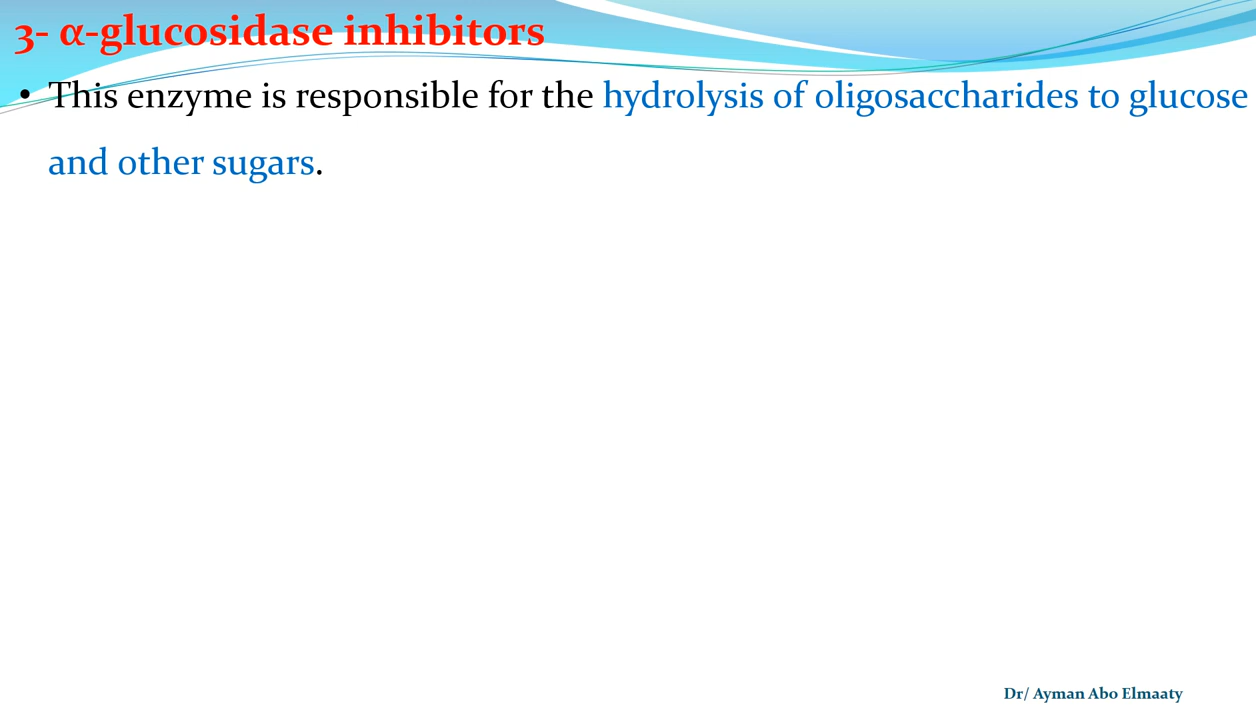 3- α-glucosidase inhibitors
• This enzyme is responsible for the hydrolysis of oligosaccharides to glucose
and other sugars.
Dr/ Ayman Abo Elmaaty